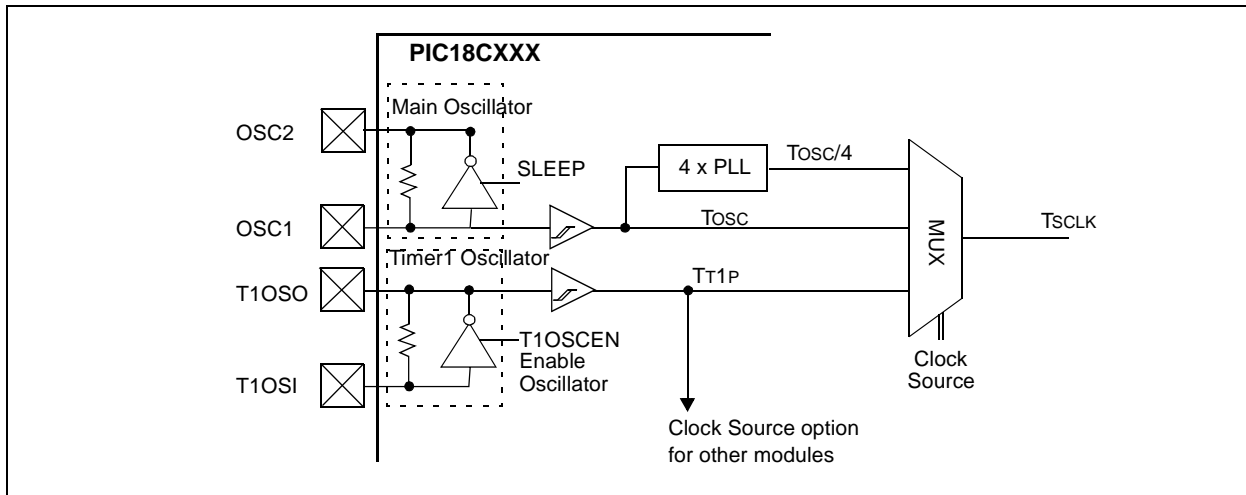 PIC18CXXX
Main Oscillator
OSC2
SLEEP
4 x PLL
TOSC/4
OSC1
TOSC
MUX
TSCLK
Timer1 Oscillator
T1OSO
TT1P
T1OSCEN
Enable
Oscillator
T1OSI
Clock
Source
Clock Source option
for other modules